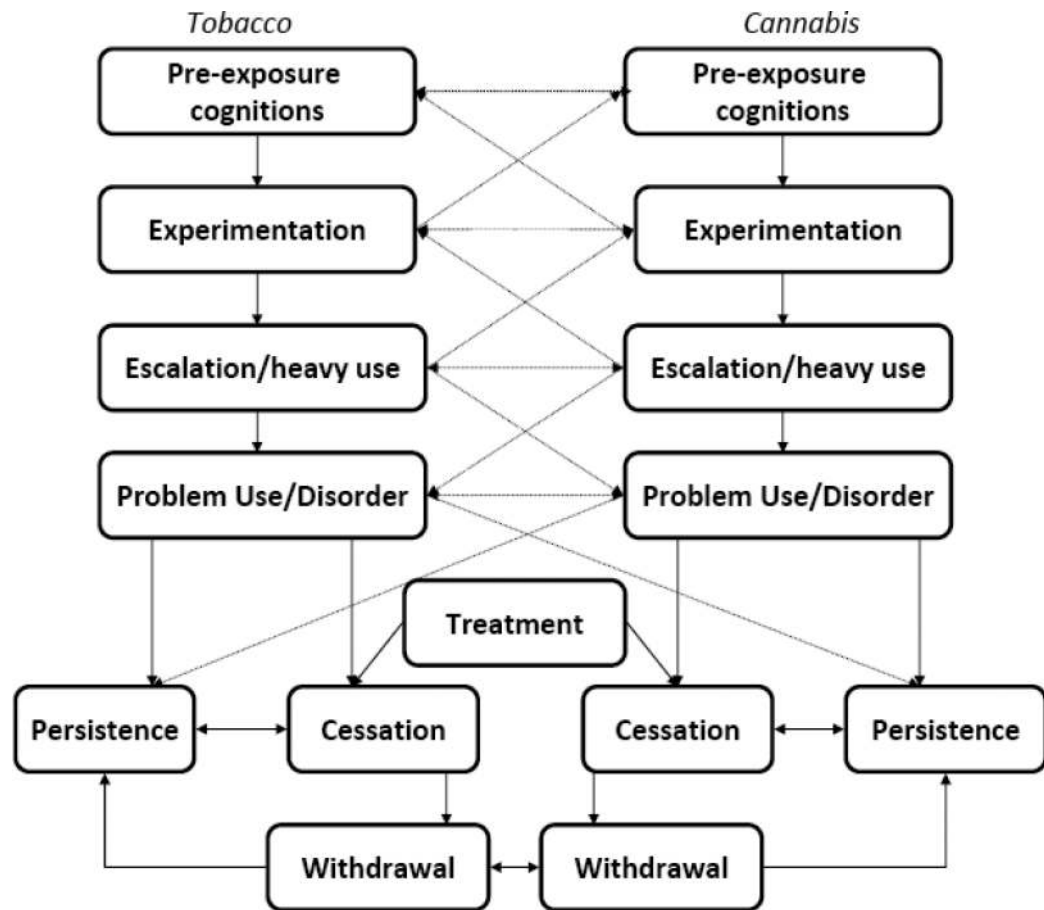 Tobacco
Cannabis
Pre-exposure
cognitions
Pre-exposure
cognitions
Experimentation
Experimentation
Escalation/heavy use
Escalation/heavy use
Problem Use/Disorder
Problem Use/Disorder
Treatment
Persistence
Cessation
Cessation
Persistence
Withdrawal
Withdrawal